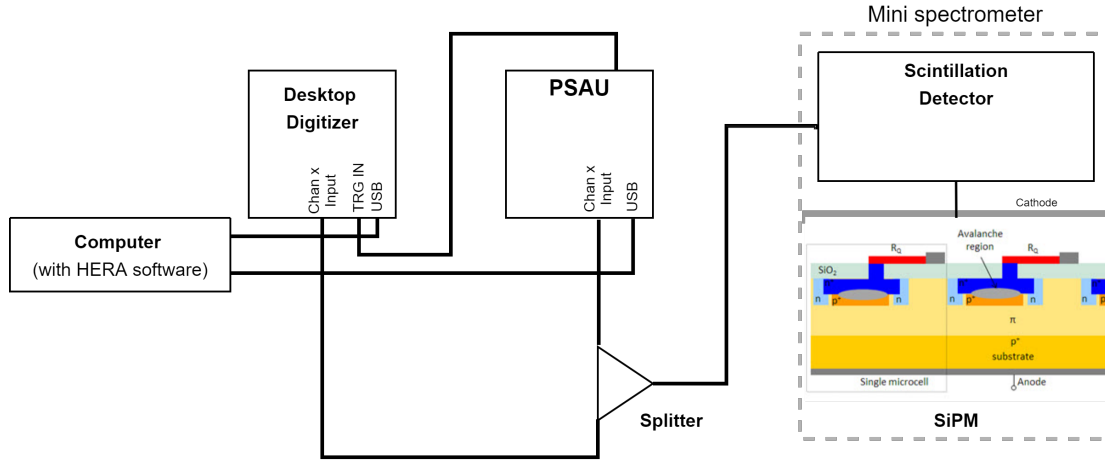 Mini spectrometer
Desktop
Digitizer
PSAU
Scintillation
Detector
Chan x
Input
TRG IN
USB
Chan x
Input
USB
Computer
(with HERA software)
Cathode
Avalanche
region
RQ
RQ
SiO2
n
p+
n
n
p+
n
n
p
π
p+
substrate
Single microcell
Anode
Splitter
SiPM